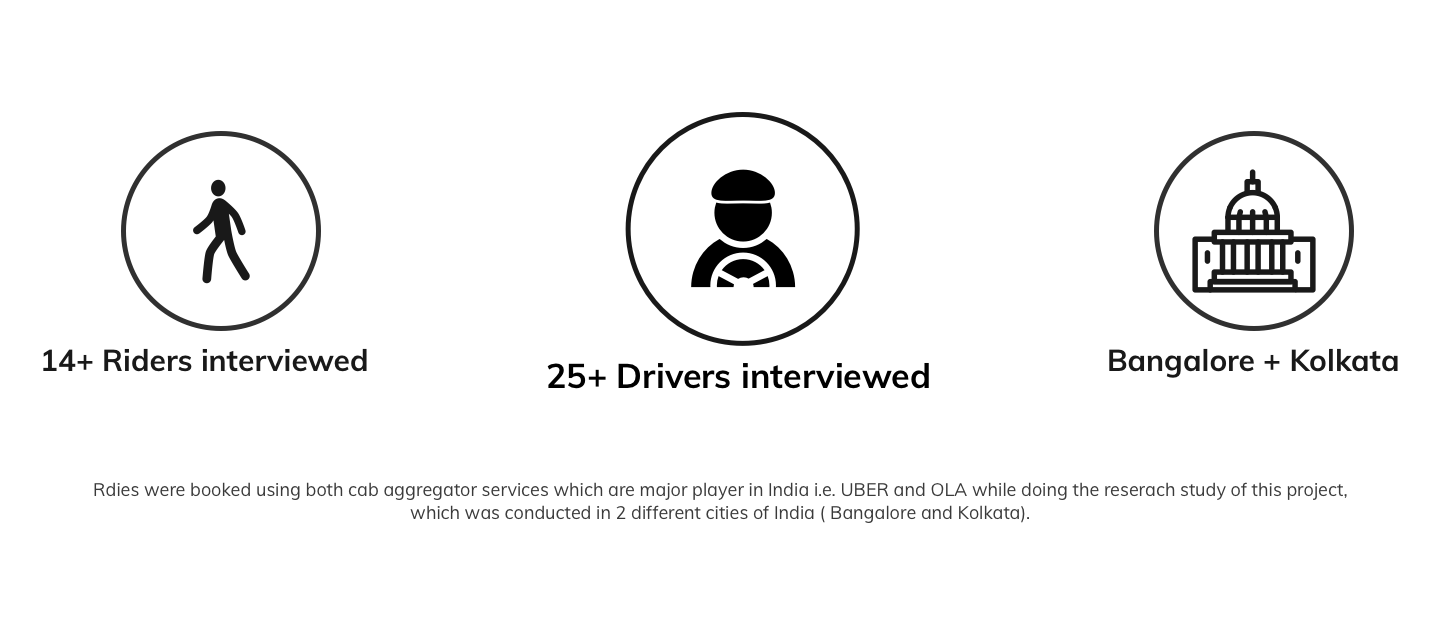 14+ Riders interviewed
25+ Drivers interviewed
Bangalore + Kolkata
Rdies were booked using both cab aggregator services which are major player in India i.e. UBER and OLA while doing the reserach study of this project,
which was conducted in 2 different cities of India ( Bangalore and Kolkata).